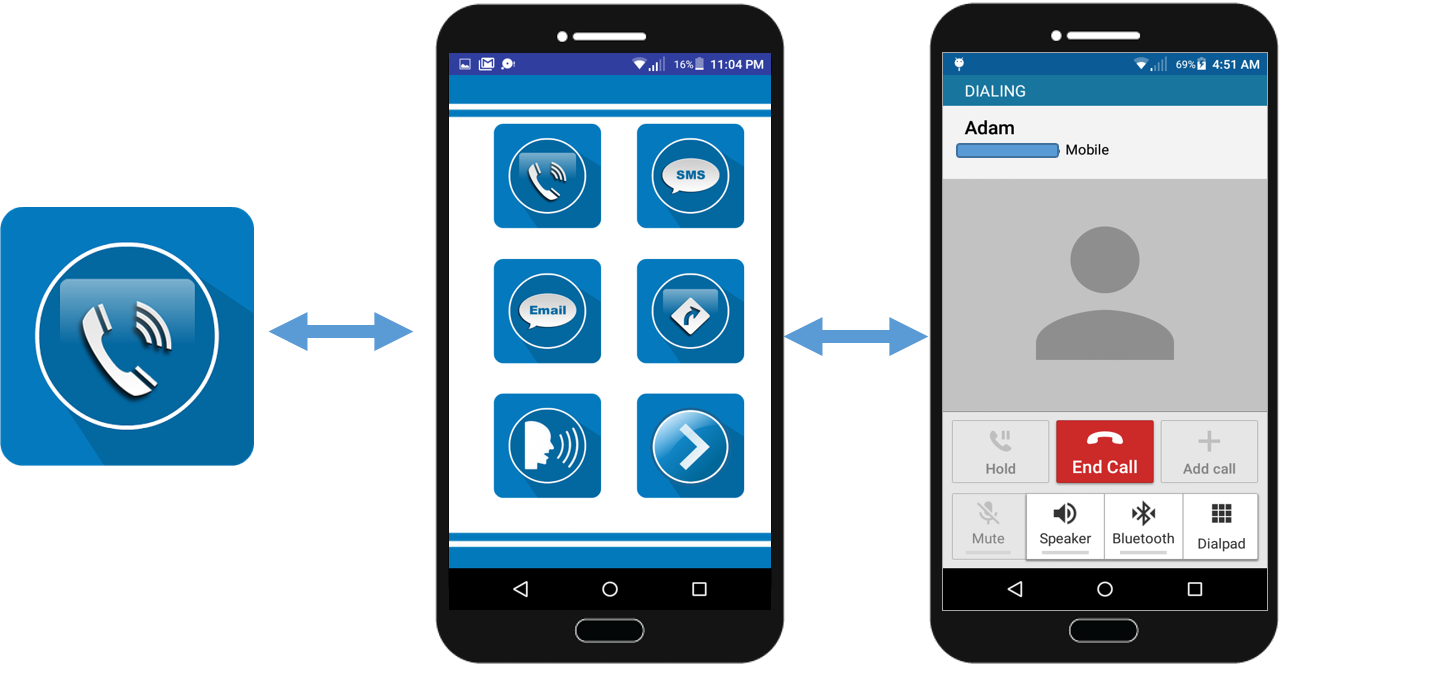 16% 11:04 PM
SMS
Email
69% 4:51 AM
DIALING
Adam
Mobile
Hold
End Call
Add call
Mute
Speaker
Bluetooth
Dialpad